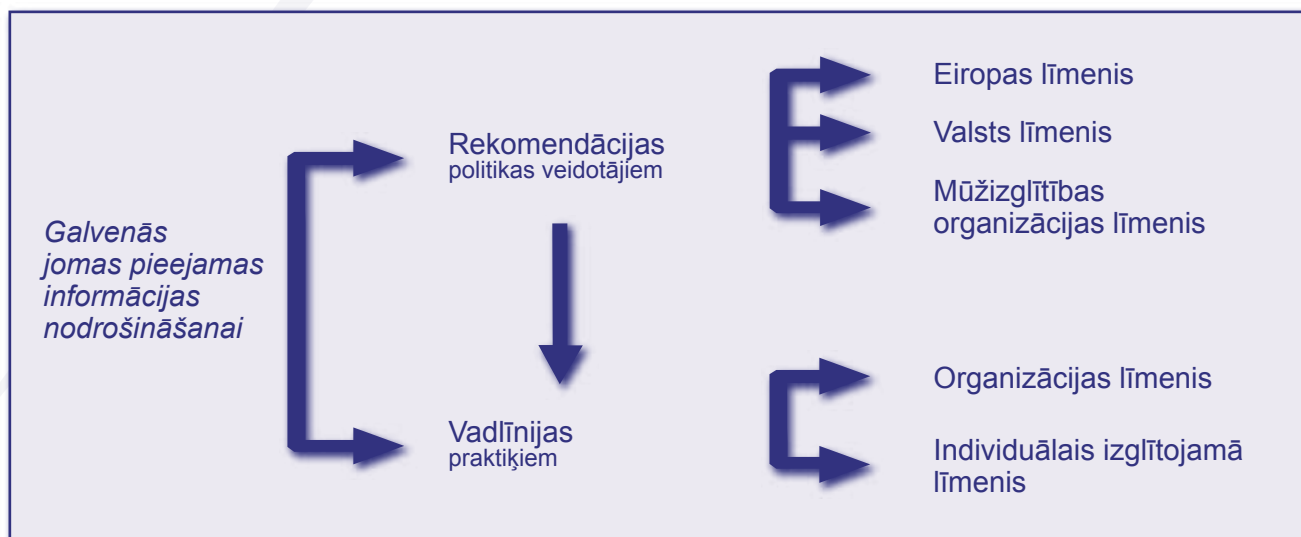 Galvenās
jomas pieejamas
informācijas
nodrošināšanai
Rekomendācijas
politikas veidotājiem
Eiropas līmenis
Valsts līmenis
Mūžizglītības
organizācijas līmenis
Vadlīnijas
praktiķiem
Organizācijas līmenis
Individuālais izglītojamā
līmenis